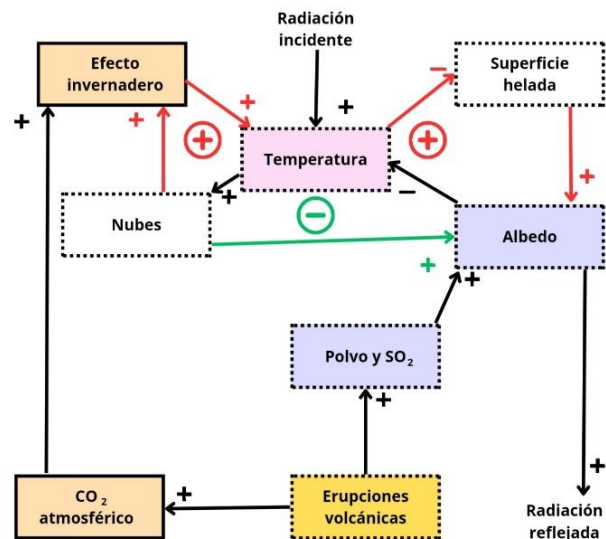 Radiación
incidente
Efecto
invernadero
Superficie
helada
+
+
+
+
−
+
−
Temperatura
+
+
−
−
+
Nubes
Albedo
+
+
Polvo y SO₂
+
+
CO₂
atmosférico
+
Erupciones
volcánicas
Radiación
reflejada